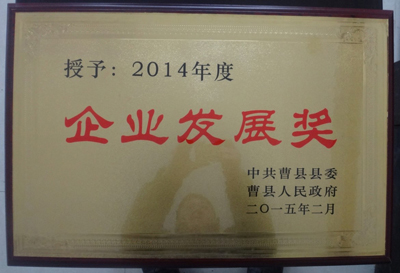 授予：2014年度
企业发展奖
中共曹县县委
曹县人民政府
二〇一五年二月